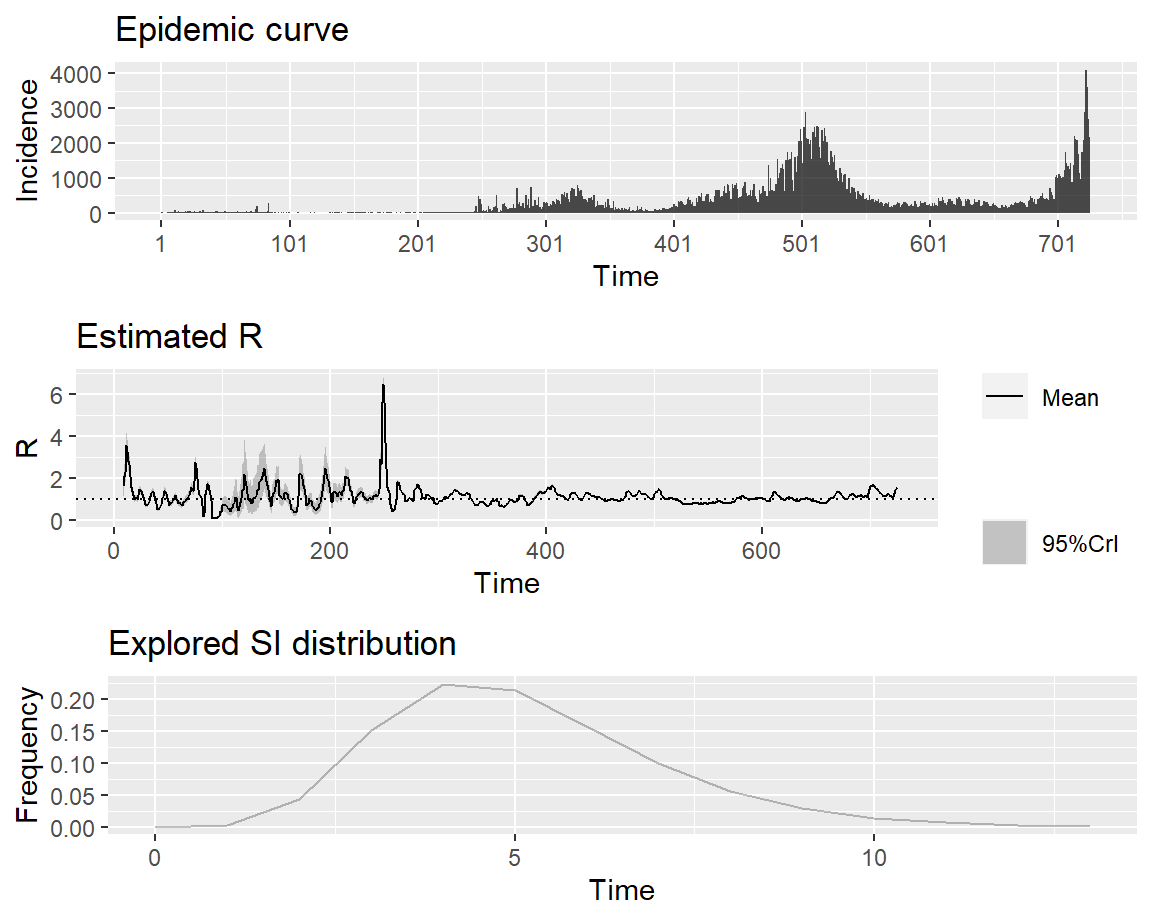 Epidemic curve
4000
3000
2000
1000
0
Incidence
1 101 201 301 401 501 601 701
Time
Estimated R
6
4
2
0
R
0 200 400 600
Time
Mean
95%CrI
Explored SI distribution
0.20
0.15
0.10
0.05
0.00
Frequency
0 5 10
Time